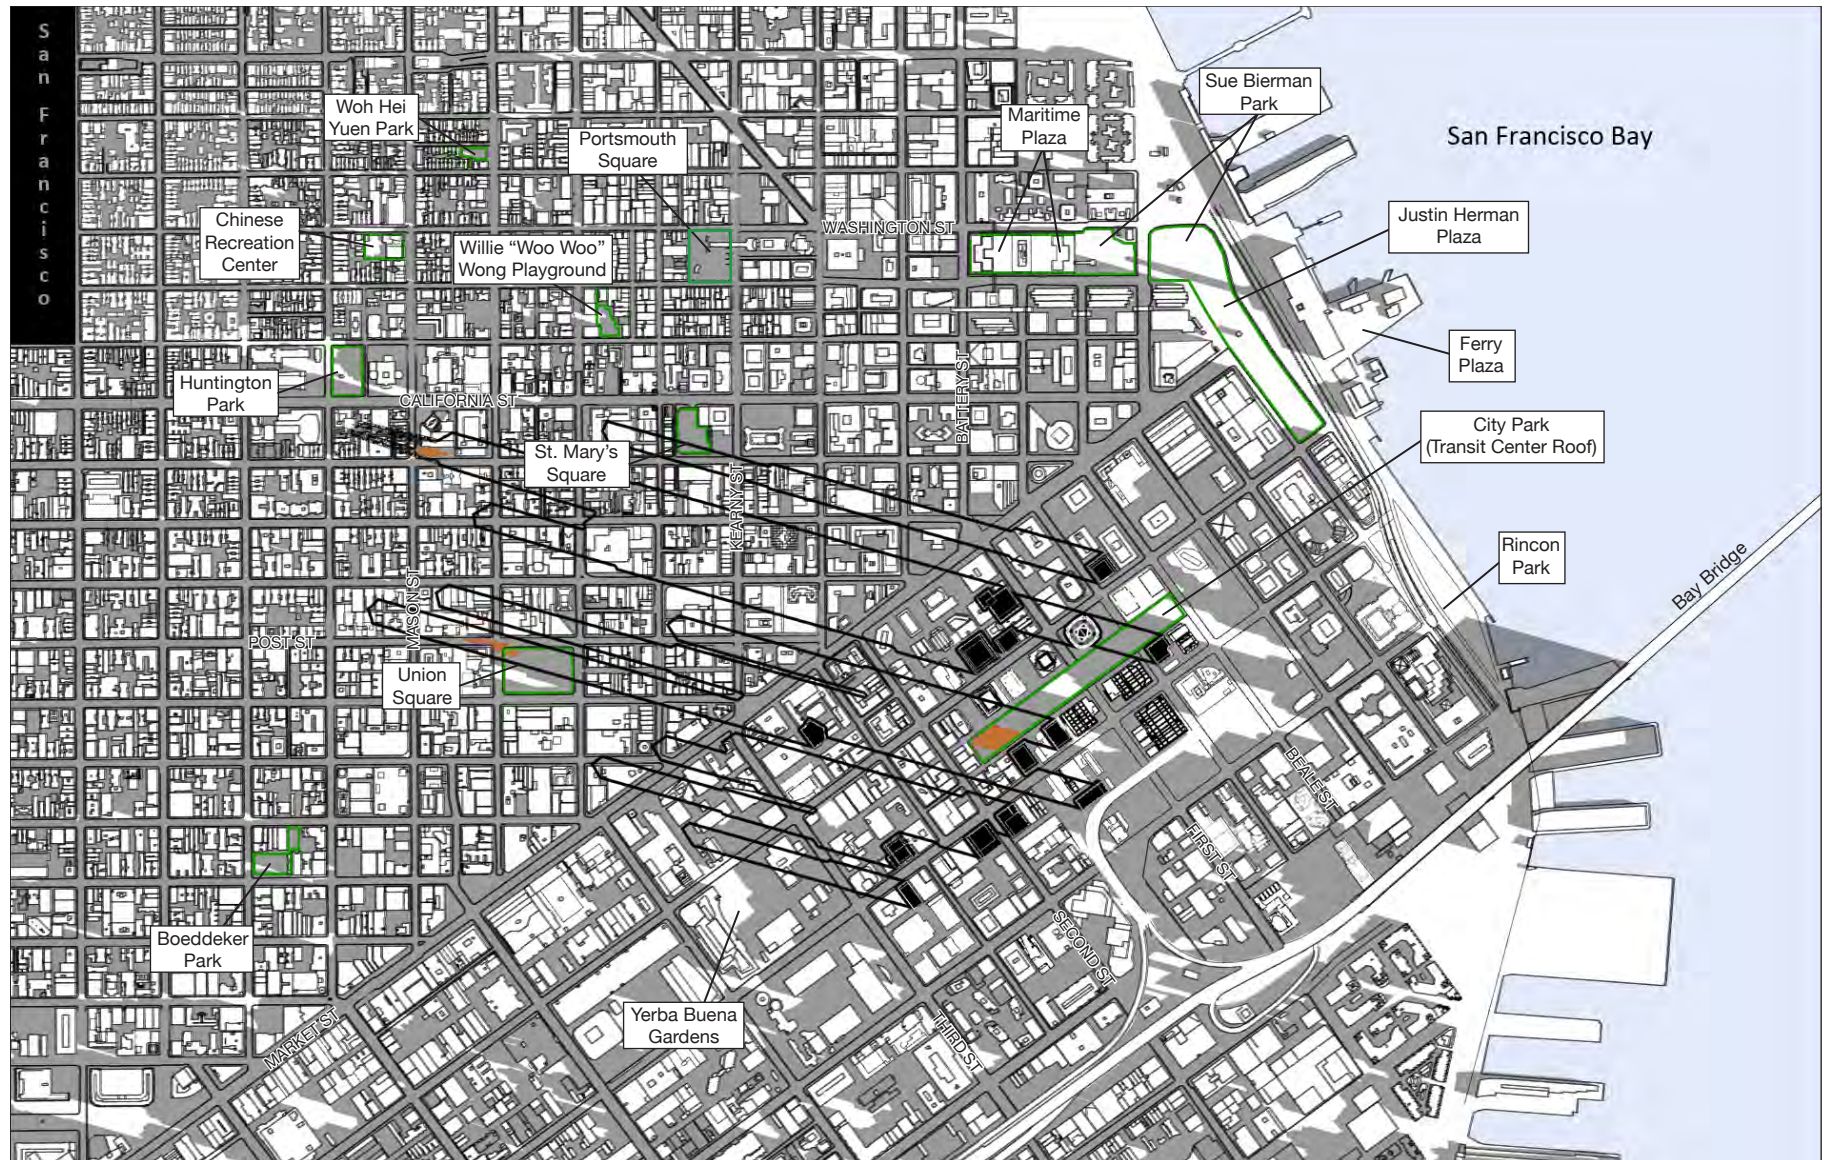 San Francisco
Sue Bierman
Park
Woh Hei
Yuen Park
Maritime
Plaza
Portsmouth
Square
San Francisco Bay
Chinese
Recreation
Center
Justin Herman
Plaza
WASHINGTON ST
Willie “Woo Woo”
Wong Playground
Ferry
Plaza
Huntington
Park
BATTERY ST
CALIFORNIA ST
City Park
(Transit Center Roof)
St. Mary’s
Square
KEARNY ST
Rincon
Park
Bay Bridge
MASON ST
POST ST
Union
Square
BEALE ST
FIRST ST
Boeddeker
Park
SECOND ST
Yerba Buena
Gardens
MARKET ST
THIRD ST